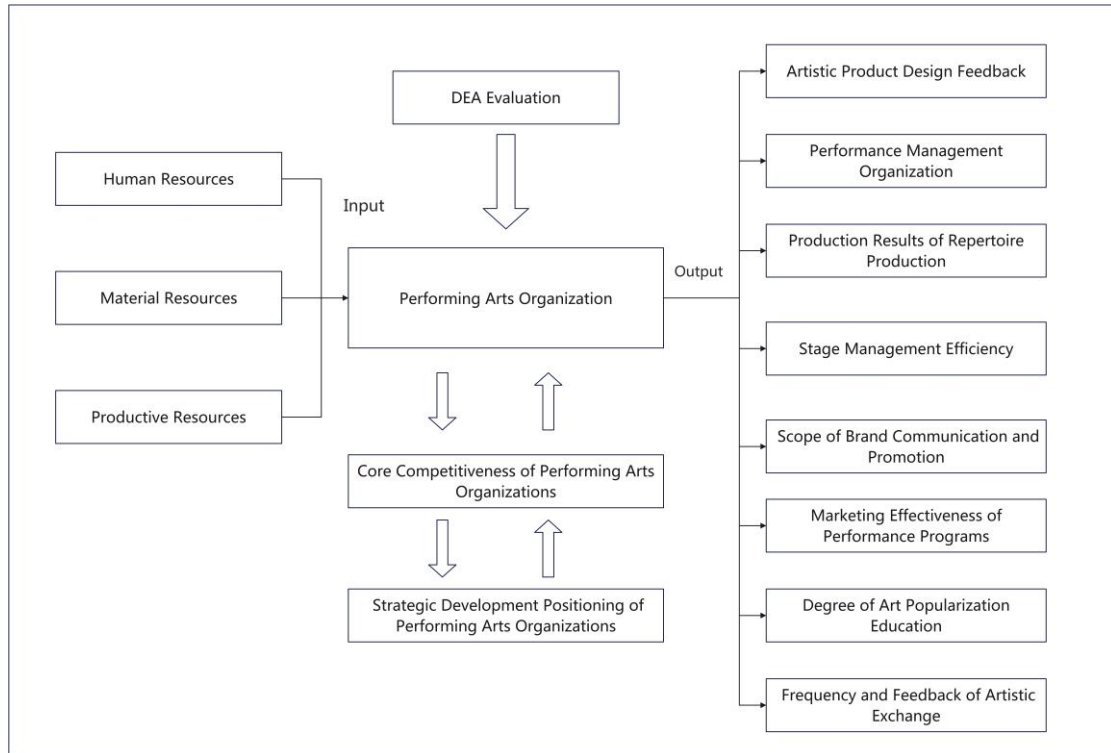 DEA Evaluation
Human Resources
Material Resources
Productive Resources
Input
Performing Arts Organization
Core Competitiveness of Performing Arts
Organizations
Strategic Development Positioning of
Performing Arts Organizations
Output
Artistic Product Design Feedback
Performance Management
Organization
Production Results of Repertoire
Production
Stage Management Efficiency
Scope of Brand Communication and
Promotion
Marketing Effectiveness of
Performance Programs
Degree of Art Popularization
Education
Frequency and Feedback of Artistic
Exchange